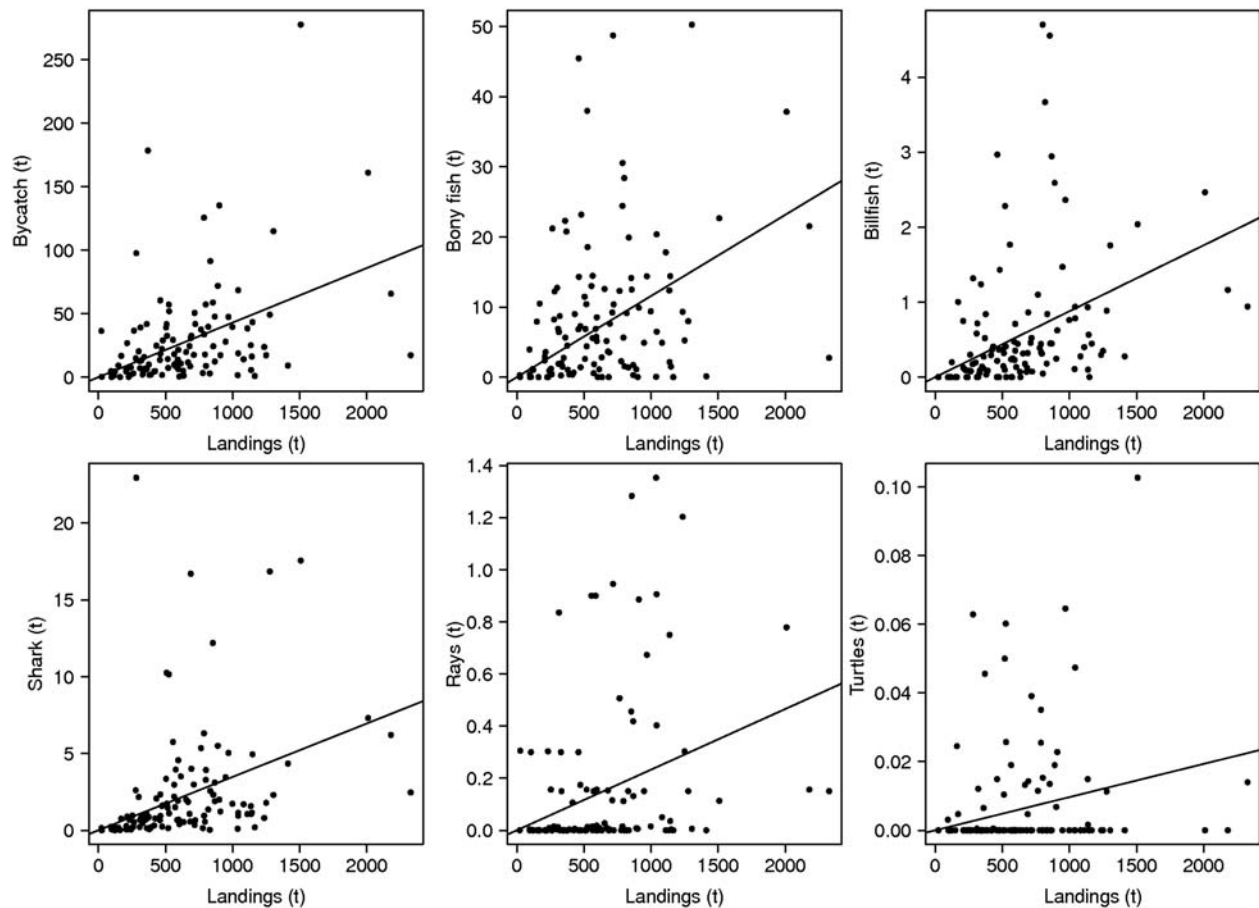 Bycatch (t)
250
200
150
100
50
0
0 500 1000 1500 2000
Landings (t)
Bony fish (t)
50
40
30
20
10
0
0 500 1000 1500 2000
Landings (t)
Billfish (t)
4
3
2
1
0
0 500 1000 1500 2000
Landings (t)
Shark (t)
20
15
10
5
0
0 500 1000 1500 2000
Landings (t)
Rays (t)
1.4
1.2
1.0
0.8
0.6
0.4
0.2
0.0
0 500 1000 1500 2000
Landings (t)
Turtles (t)
0.10
0.08
0.06
0.04
0.02
0.00
0 500 1000 1500 2000
Landings (t)